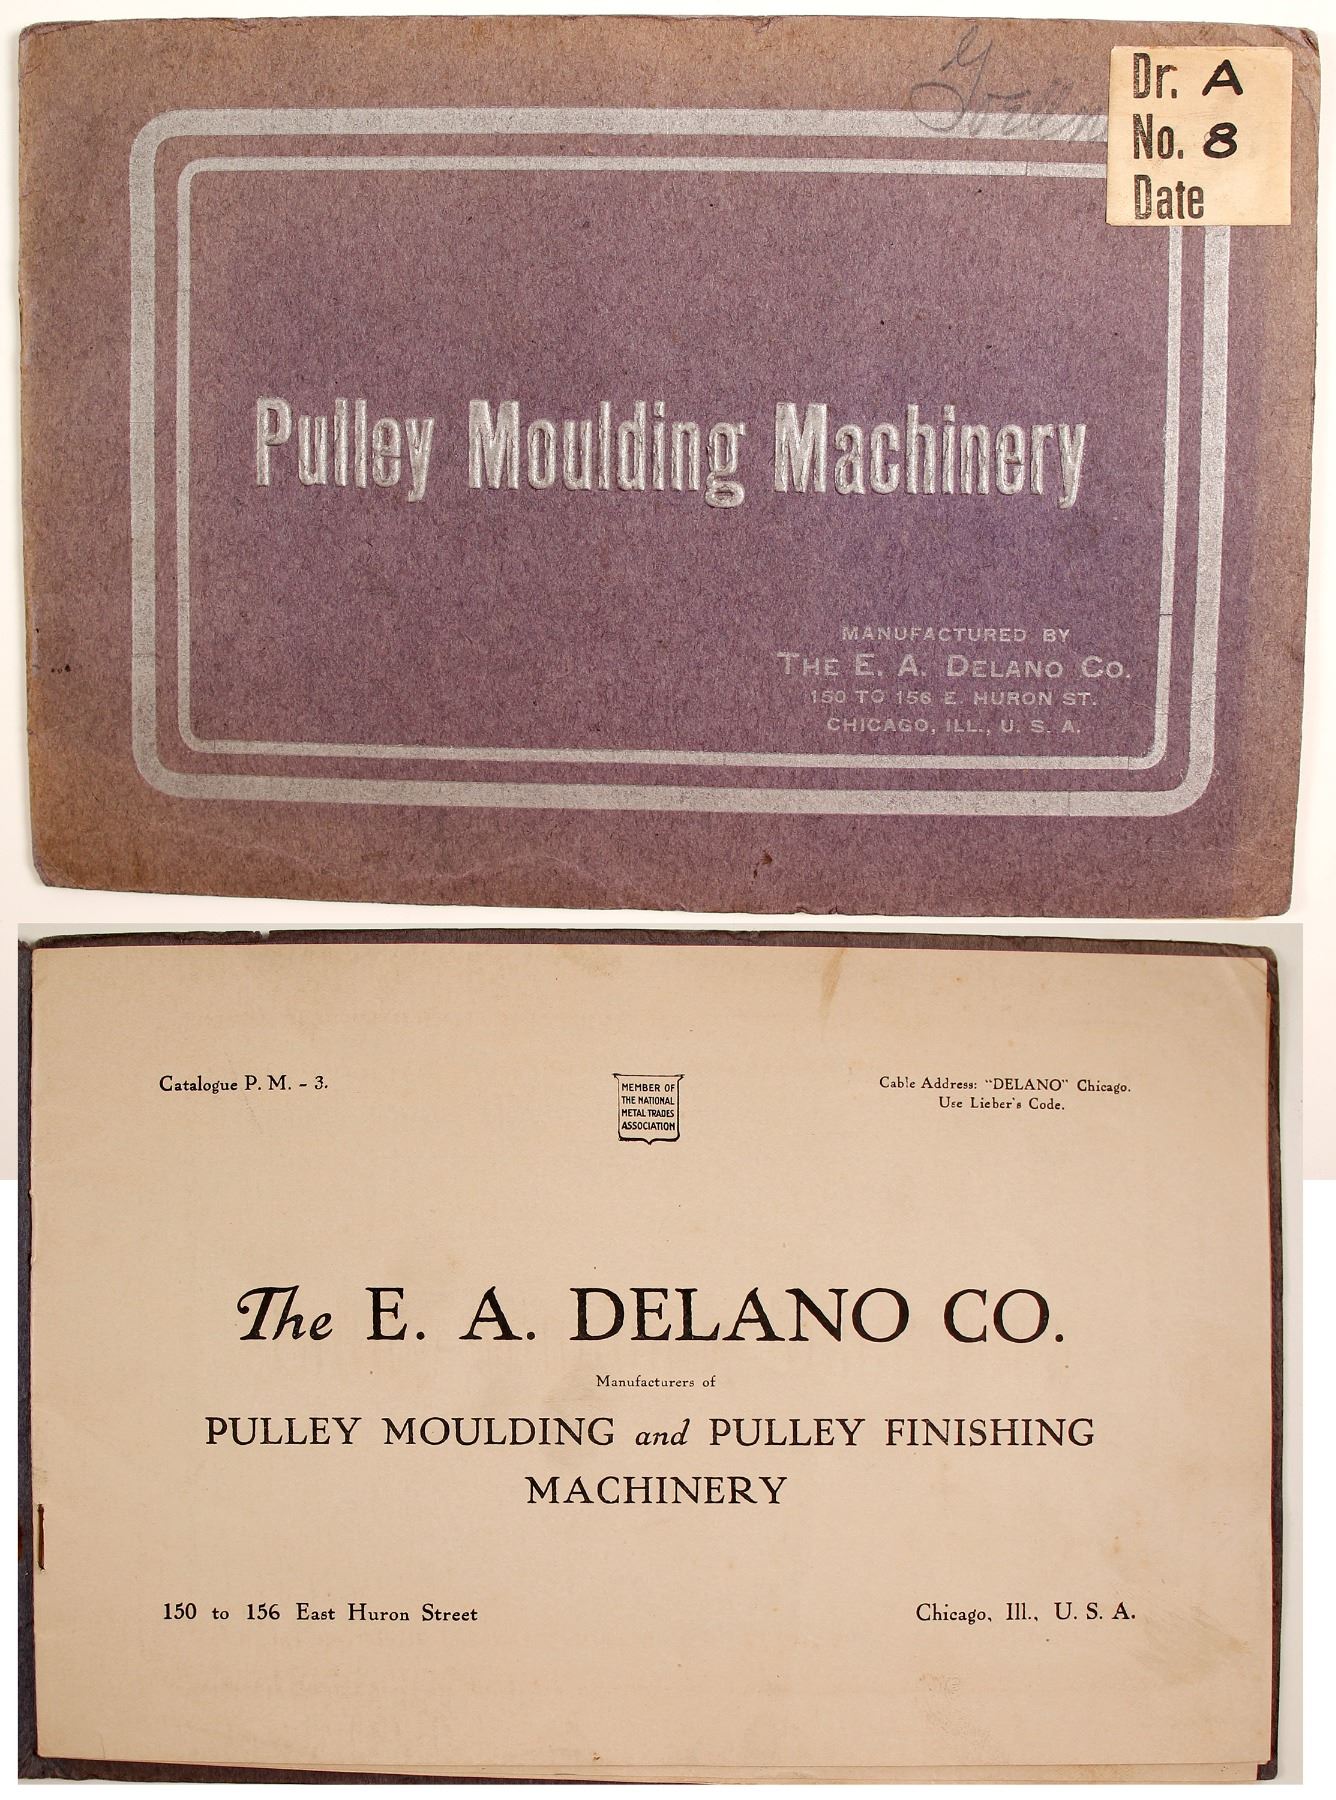 Dr. A
No. 8
Date
Pulley Moulding Machinery
MANUFACTURED BY
THE E. A. DELANO CO.
150 TO 156 E. HURON ST.
CHICAGO, ILL., U. S. A.
Catalogue P. M. - 3.
MEMBER OF
THE NATIONAL
METAL TRADES
ASSOCIATION
Cable Address: "DELANO" Chicago.
Use Lieber's Code.
The E. A. DELANO CO.
Manufacturers of
PULLEY MOULDING and PULLEY FINISHING
MACHINERY
150 to 156 East Huron Street
Chicago, Ill., U. S. A.